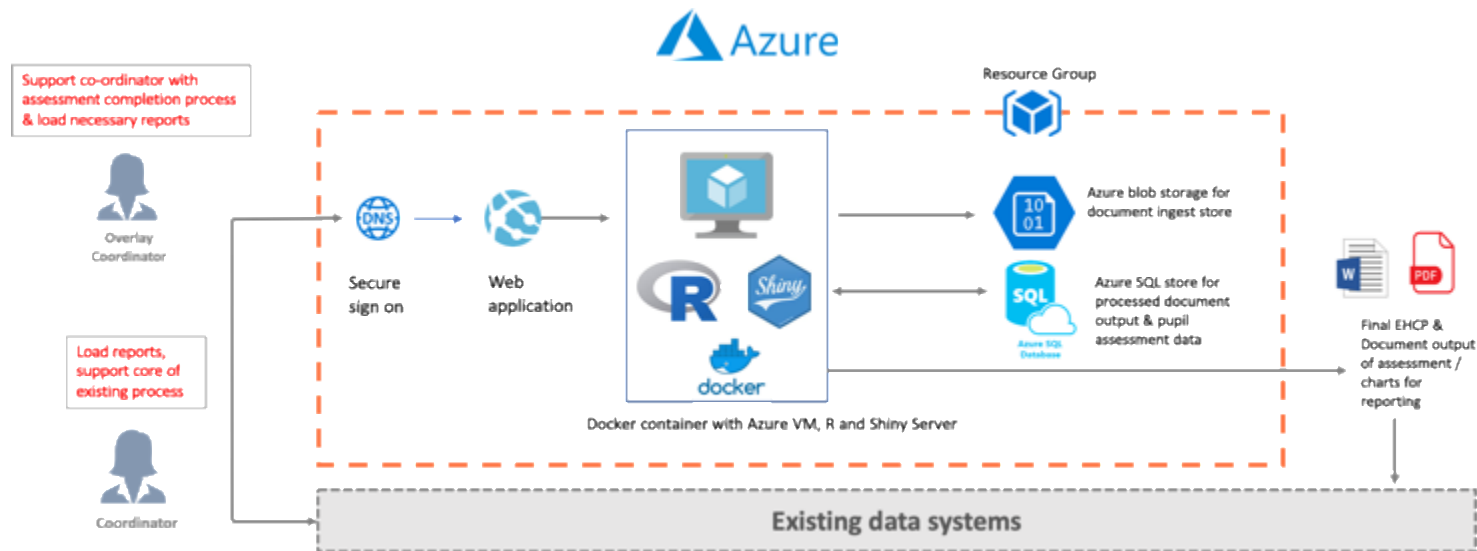 Azure
Support co-ordinator with
assessment completion process
& load necessary reports
Overlay
Coordinator
Load reports,
support core of
existing process
Coordinator
Resource Group
DNS
Secure
sign on
Web
application
R
Shiny
docker
Docker container with Azure VM, R and Shiny Server
10
01
Azure blob storage for
document ingest store
SQL
Azure SQL
Database
Azure SQL store for
processed document
output & pupil
assessment data
W
PDF
Final EHCP &
Document output
of assessment /
charts for
reporting
Existing data systems